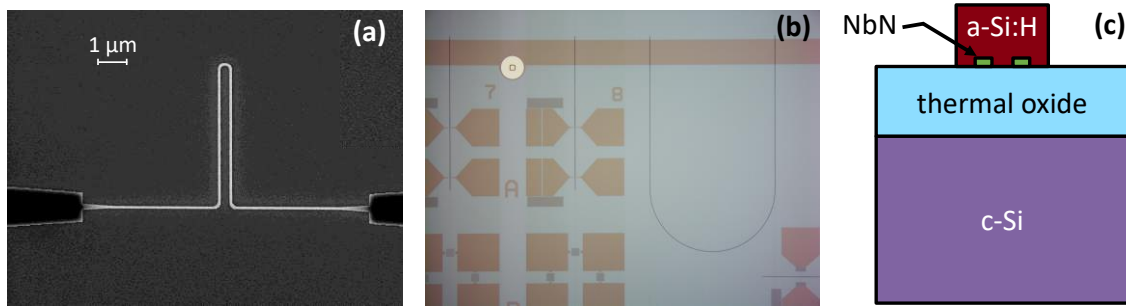 1 μm
(a)
(b)
D
7
8
A
NbN
a-Si:H
(c)
thermal oxide
c-Si